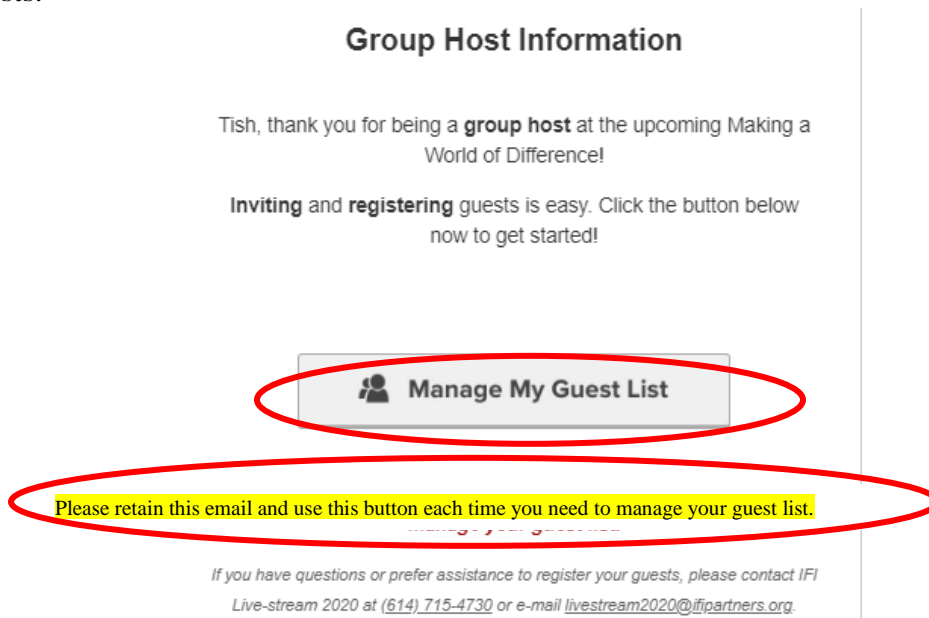 Group Host Information
Tish, thank you for being a group host at the upcoming Making a
World of Difference!
Inviting and registering guests is easy. Click the button below
now to get started!
Manage My Guest List
Please retain this email and use this button each time you need to manage your guest list.
If you have questions or prefer assistance to register your guests, please contact IFI
Live-stream 2020 at (614) 715-4730 or e-mail livestream2020@ifipartners.org.